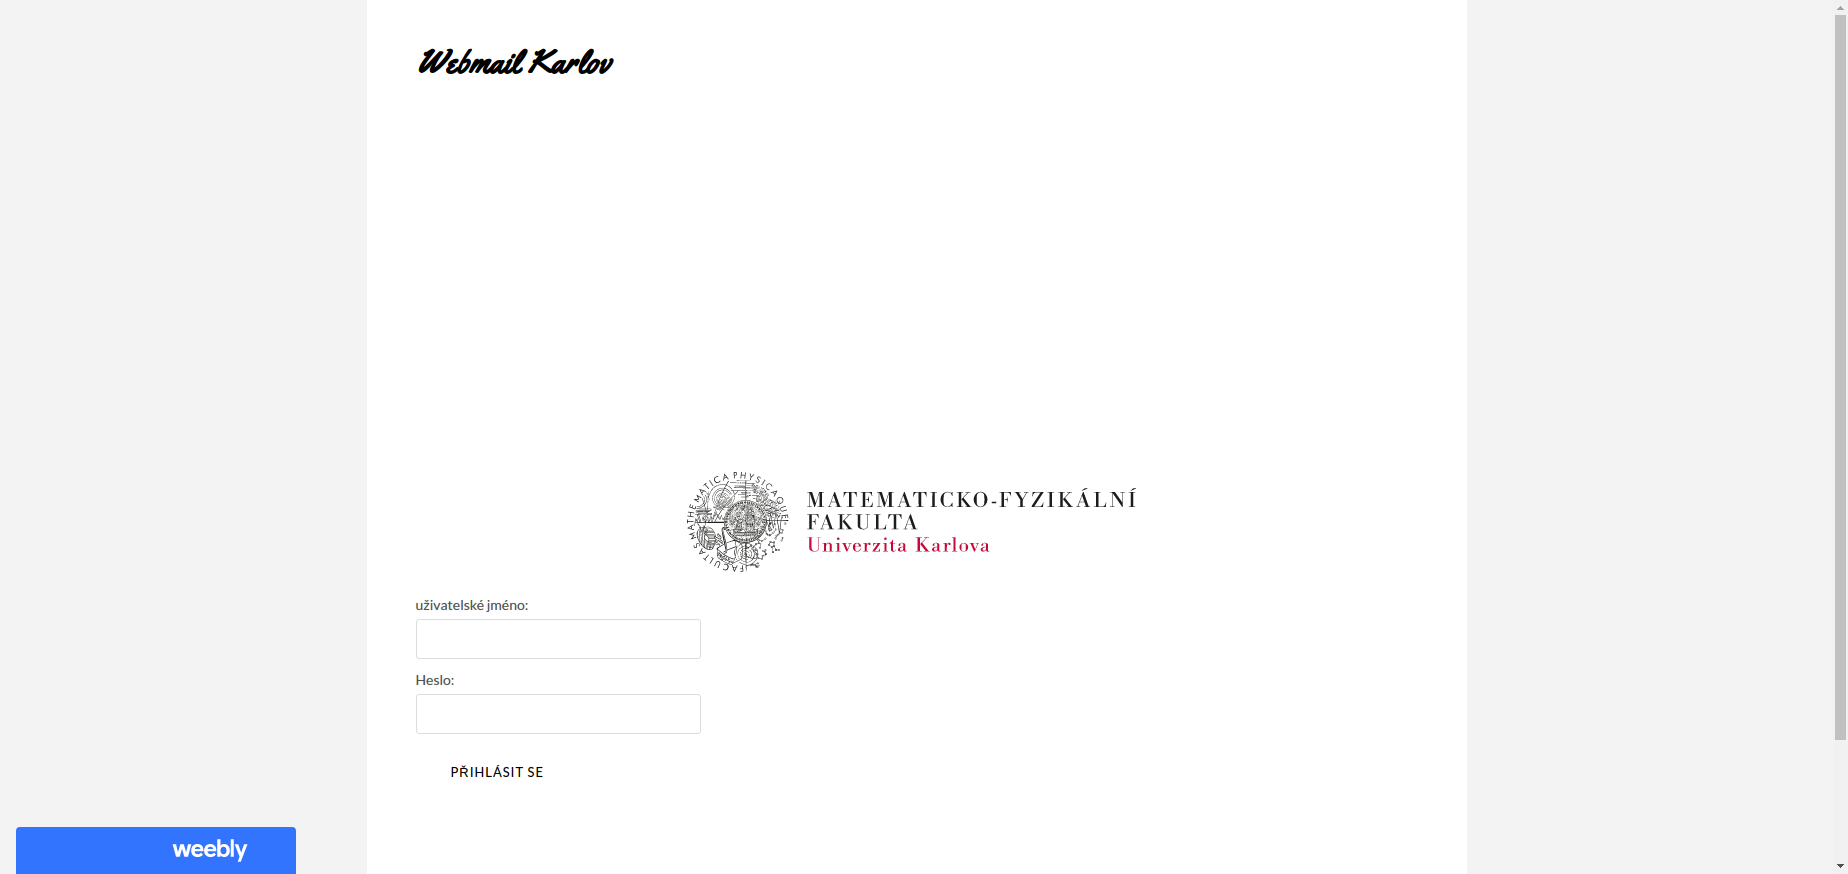 Webmail Karlov
MATHEMATICA PHYSICAQUE FACULTAS
MATEMATICKO-FYZIKÁLNÍ
FAKULTA
Univerzita Karlova
uživatelské jméno:
Heslo:
PŘIHLÁSIT SE
weebly